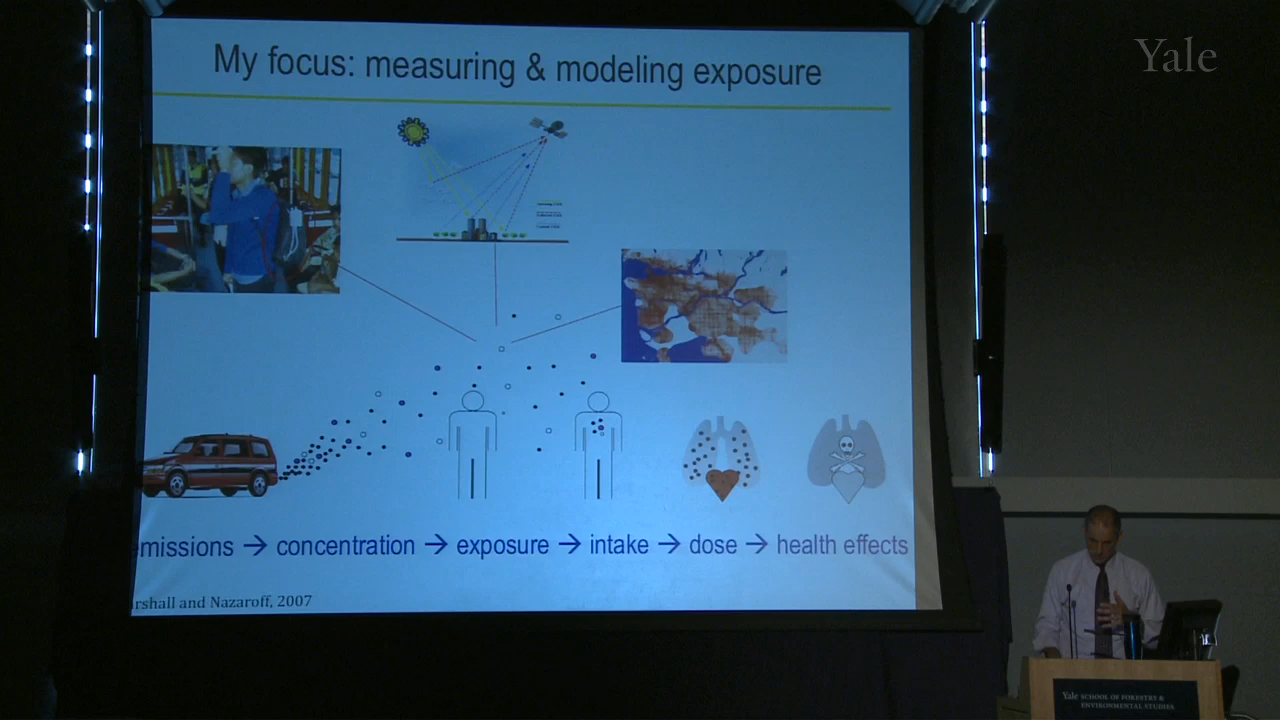 Yale
My focus: measuring & modeling exposure
emissions → concentration → exposure → intake → dose → health effects
rshall and Nazaroff, 2007
Yale SCHOOL OF FORESTRY &
ENVIRONMENTAL STUDIES